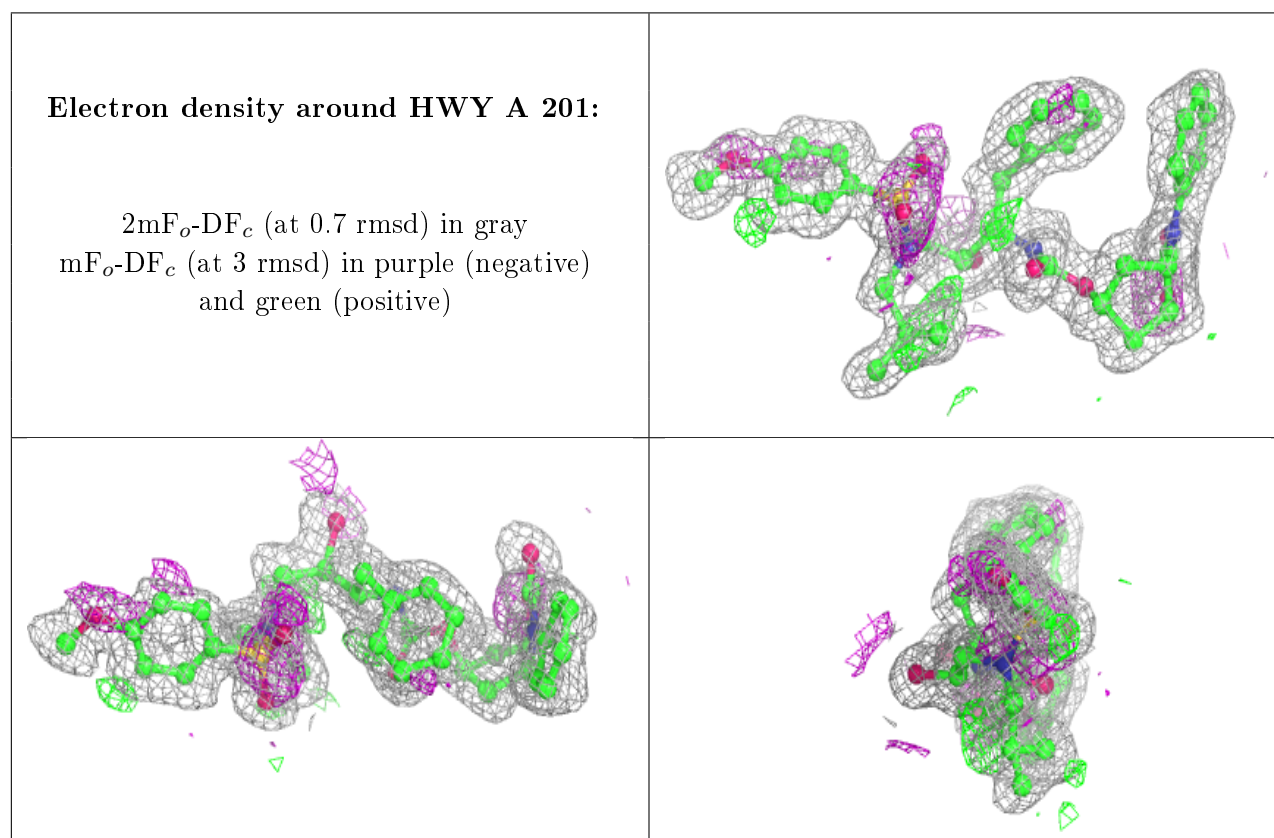 Electron density around HWY A 201:
2mFo-DFc (at 0.7 rmsd) in gray
mFo-DFc (at 3 rmsd) in purple (negative)
and green (positive)